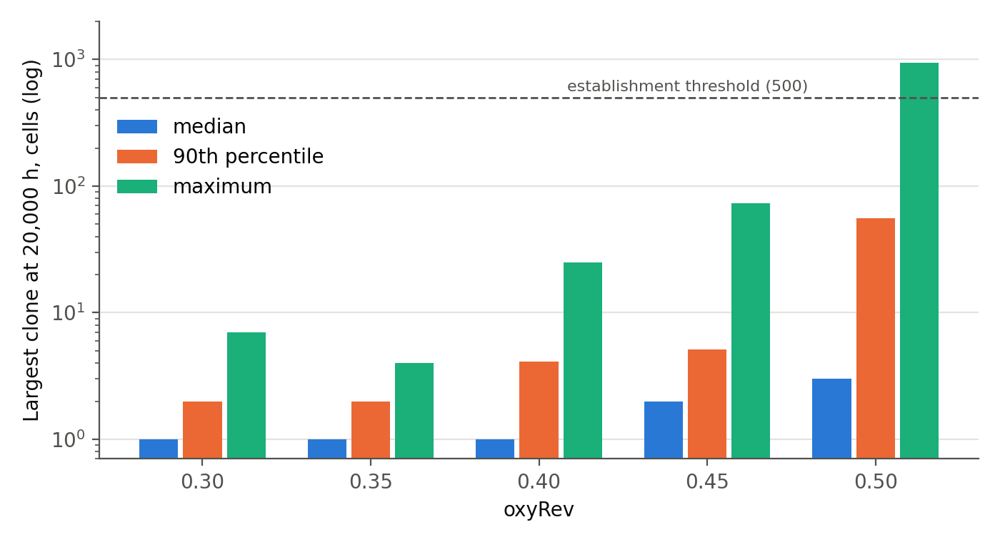 Largest clone at 20,000 h, cells (log)
10³
10²
10¹
10⁰
establishment threshold (500)
median
90th percentile
maximum
0.30 0.35 0.40 0.45 0.50
oxyRev